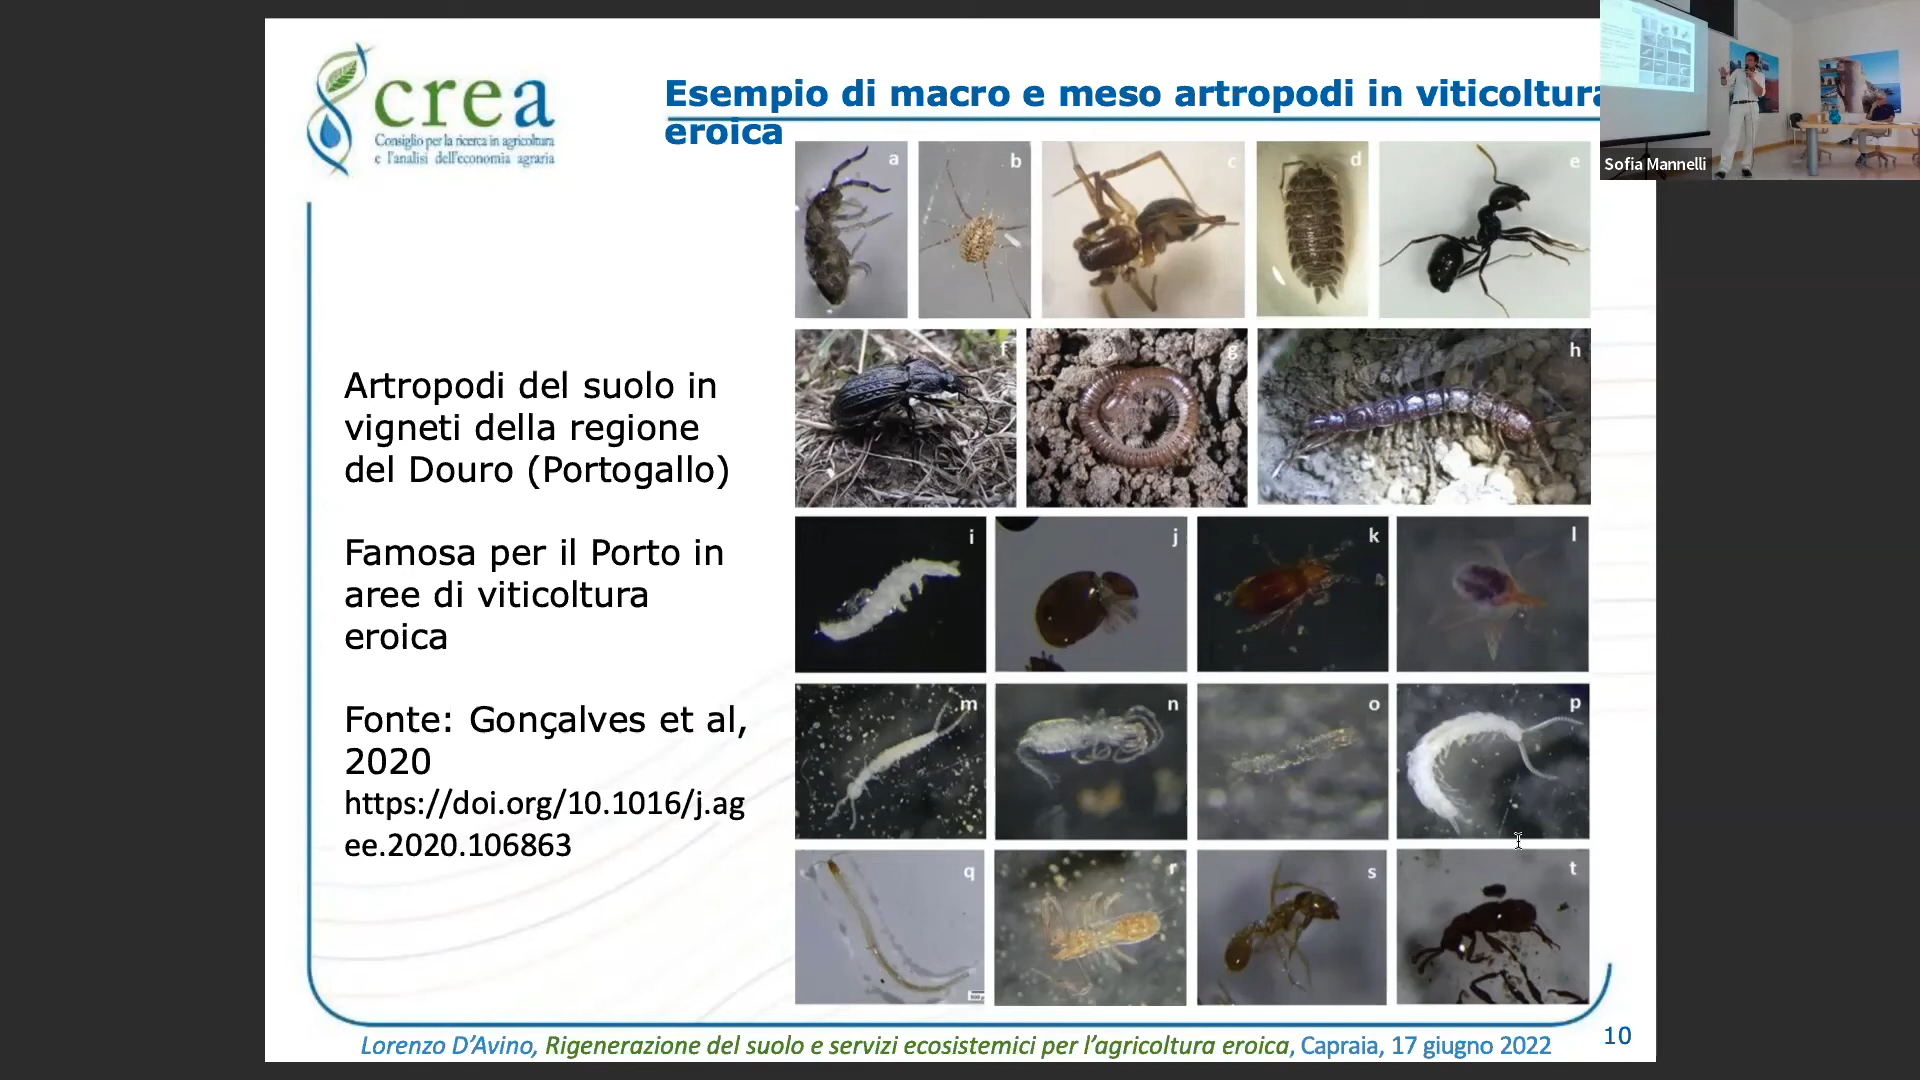 crea
Consiglio per la ricerca in agricoltura
e l'analisi dell'economia agraria
Esempio di macro e meso artropodi in viticoltura
eroica
Sofia Mannelli
a b c d e
f g h
Artropodi del suolo in
vigneti della regione
del Douro (Portogallo)
Famosa per il Porto in
aree di viticoltura
eroica
Fonte: Gonçalves et al,
2020
https://doi.org/10.1016/j.ag
ee.2020.106863
i j k l
m n o p
q r s t
Lorenzo D'Avino, Rigenerazione del suolo e servizi ecosistemici per l'agricoltura eroica, Capraia, 17 giugno 2022
10